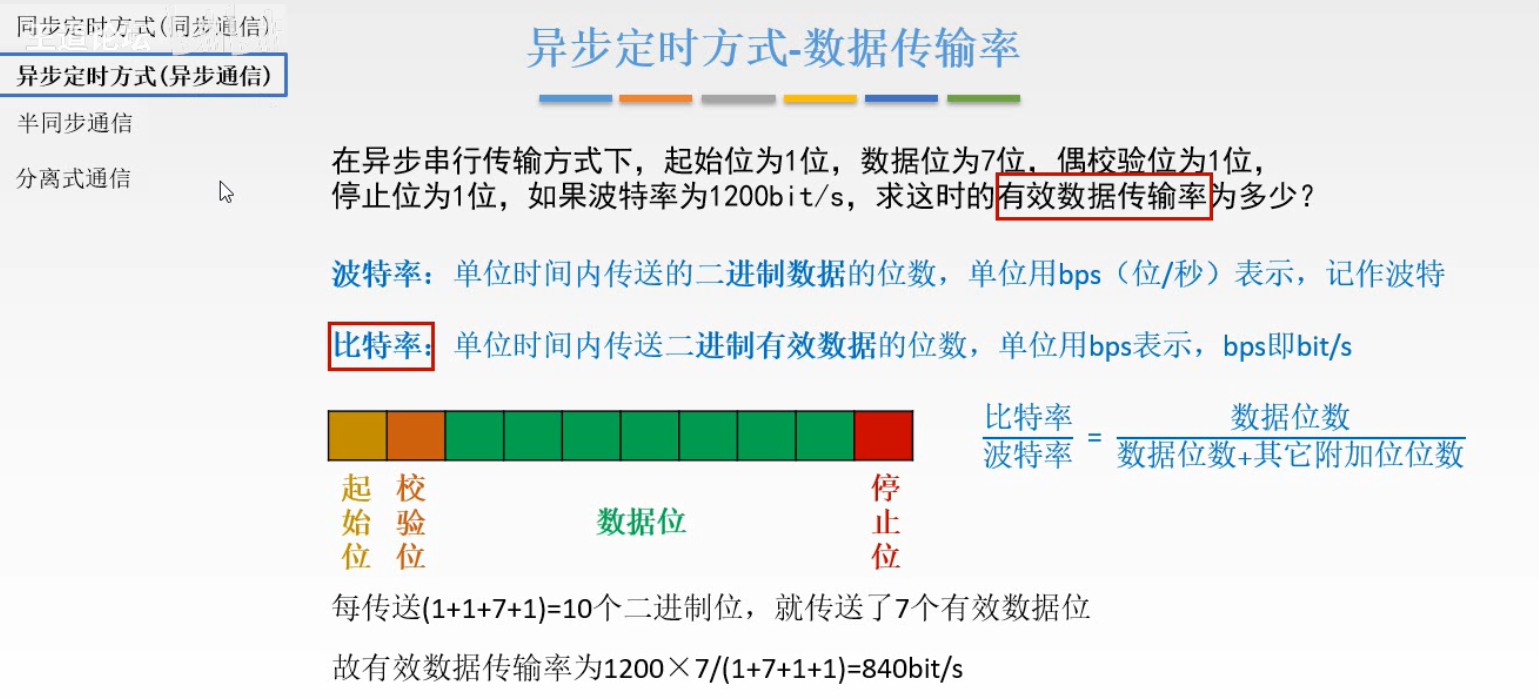 同步定时方式(同步通信)
王道论坛
异步定时方式(异步通信)
半同步通信
分离式通信
异步定时方式-数据传输率
在异步串行传输方式下，起始位为1位，数据位为7位，偶校验位为1位，
停止位为1位，如果波特率为1200bit/s，求这时的有效数据传输率为多少？
波特率：单位时间内传送的二进制数据的位数，单位用bps（位/秒）表示，记作波特
比特率：单位时间内传送二进制有效数据的位数，单位用bps表示，bps即bit/s
比特率
波特率
=
数据位数
数据位数+其它附加位位数
起始位
校验位
数据位
停止位
每传送(1+1+7+1)=10个二进制位，就传送了7个有效数据位
故有效数据传输率为1200×7/(1+7+1+1)=840bit/s